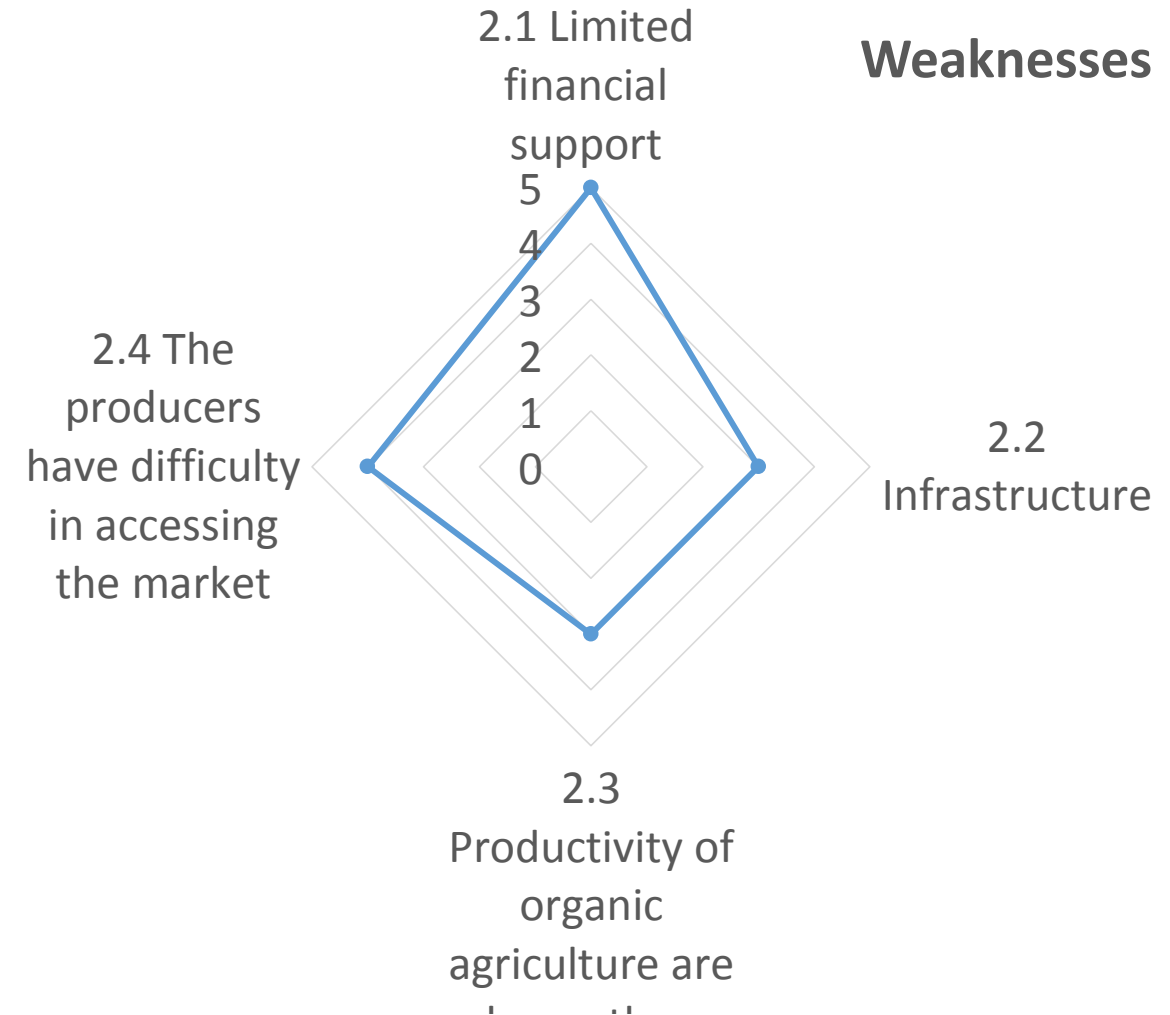 Weaknesses
2.1 Limited
financial
support
5
4
3
2
1
0
2.2
Infrastructure
2.3
Productivity of
organic
agriculture are
2.4 The
producers
have difficulty
in accessing
the market